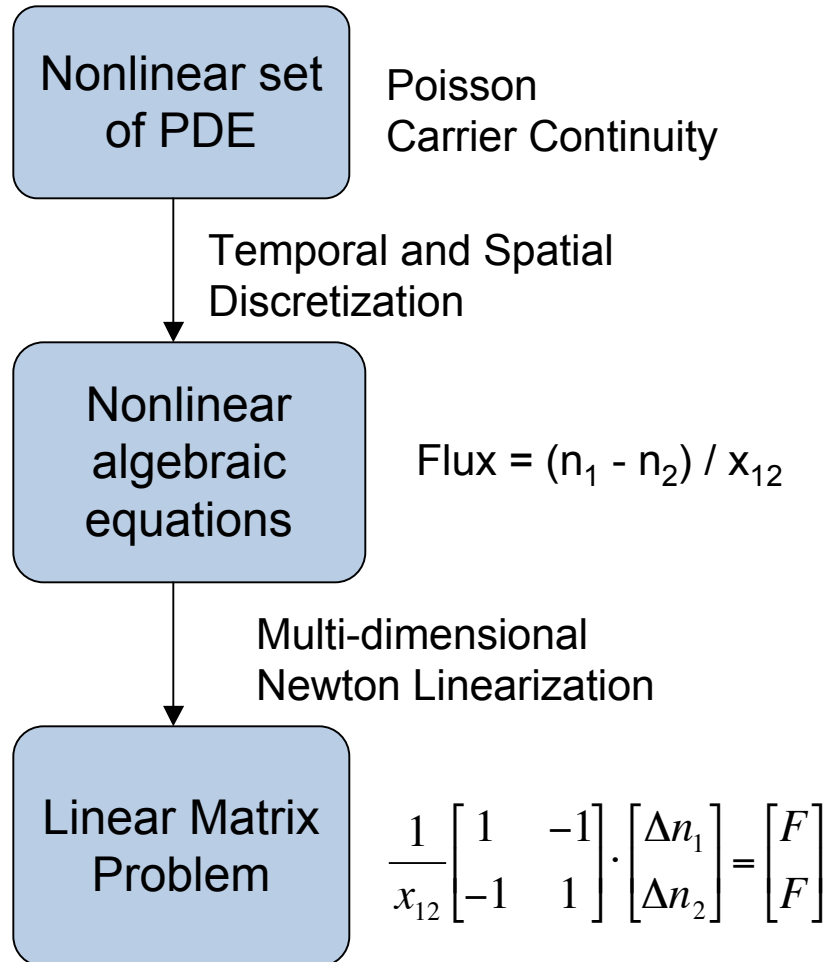 Nonlinear set
of PDE
Poisson
Carrier Continuity
Temporal and Spatial
Discretization
Nonlinear
algebraic
equations
Flux = (n₁ - n₂) / x₁₂
Multi-dimensional
Newton Linearization
Linear Matrix
Problem
1/x₁₂ [1 −1; −1 1] · [Δn₁; Δn₂] = [F; F]